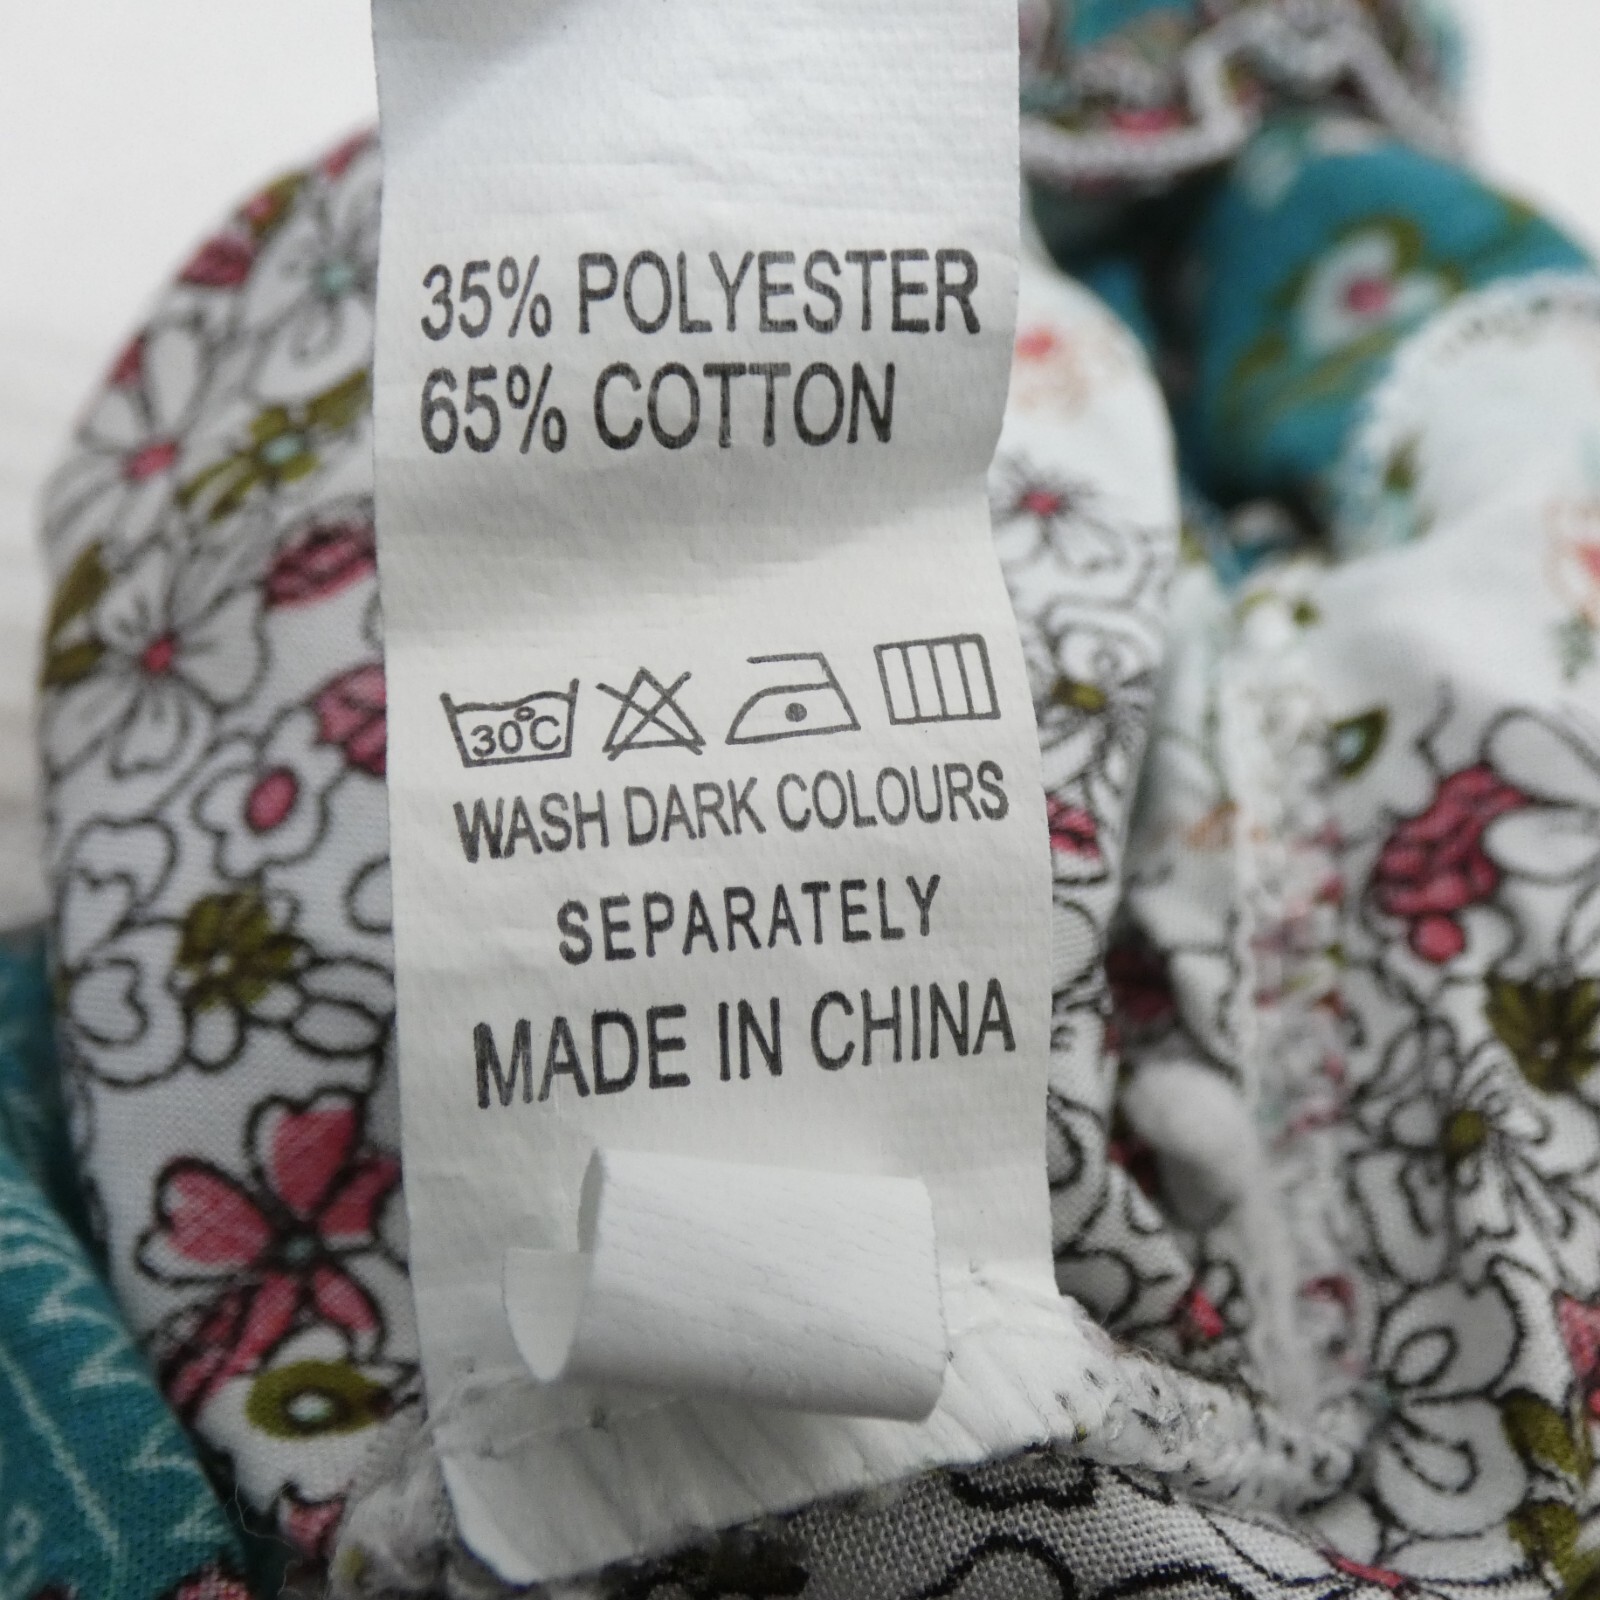 35% POLYESTER
65% COTTON
30°C
WASH DARK COLOURS
SEPARATELY
MADE IN CHINA